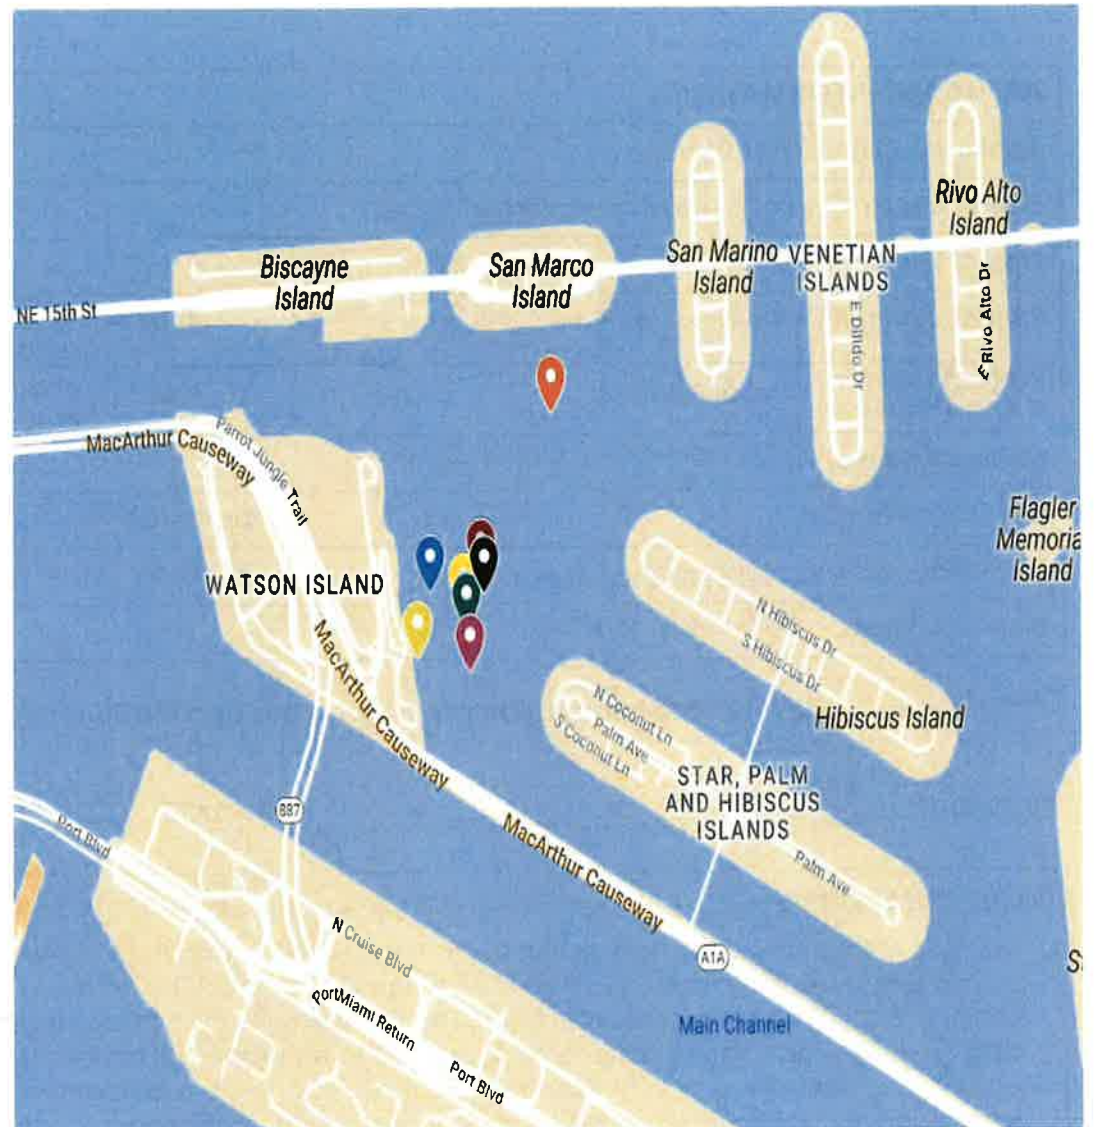 Rivo Alto
Island
San Marino
Island
VENETIAN
ISLANDS
Biscayne
Island
San Marco
Island
NE 15th St
E Dilido Dr
E Rivo Alto Dr
MacArthur Causeway
Parrot Jungle Trail
Flagler
Memoria
Island
WATSON ISLAND
N Hibiscus Dr
S Hibiscus Dr
MacArthur Causeway
N Coconut Ln
Palm Ave
S Coconut Ln
Hibiscus Island
STAR, PALM
AND HIBISCUS
ISLANDS
887
Port Blvd
MacArthur Causeway
Palm Ave
N Cruise Blvd
A1A
S
PortMiami Return
Main Channel
Port Blvd